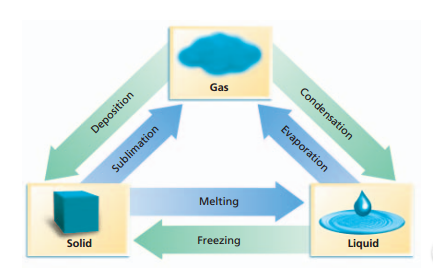 Gas
Deposition
Sublimation
Condensation
Evaporation
Melting
Freezing
Solid
Liquid